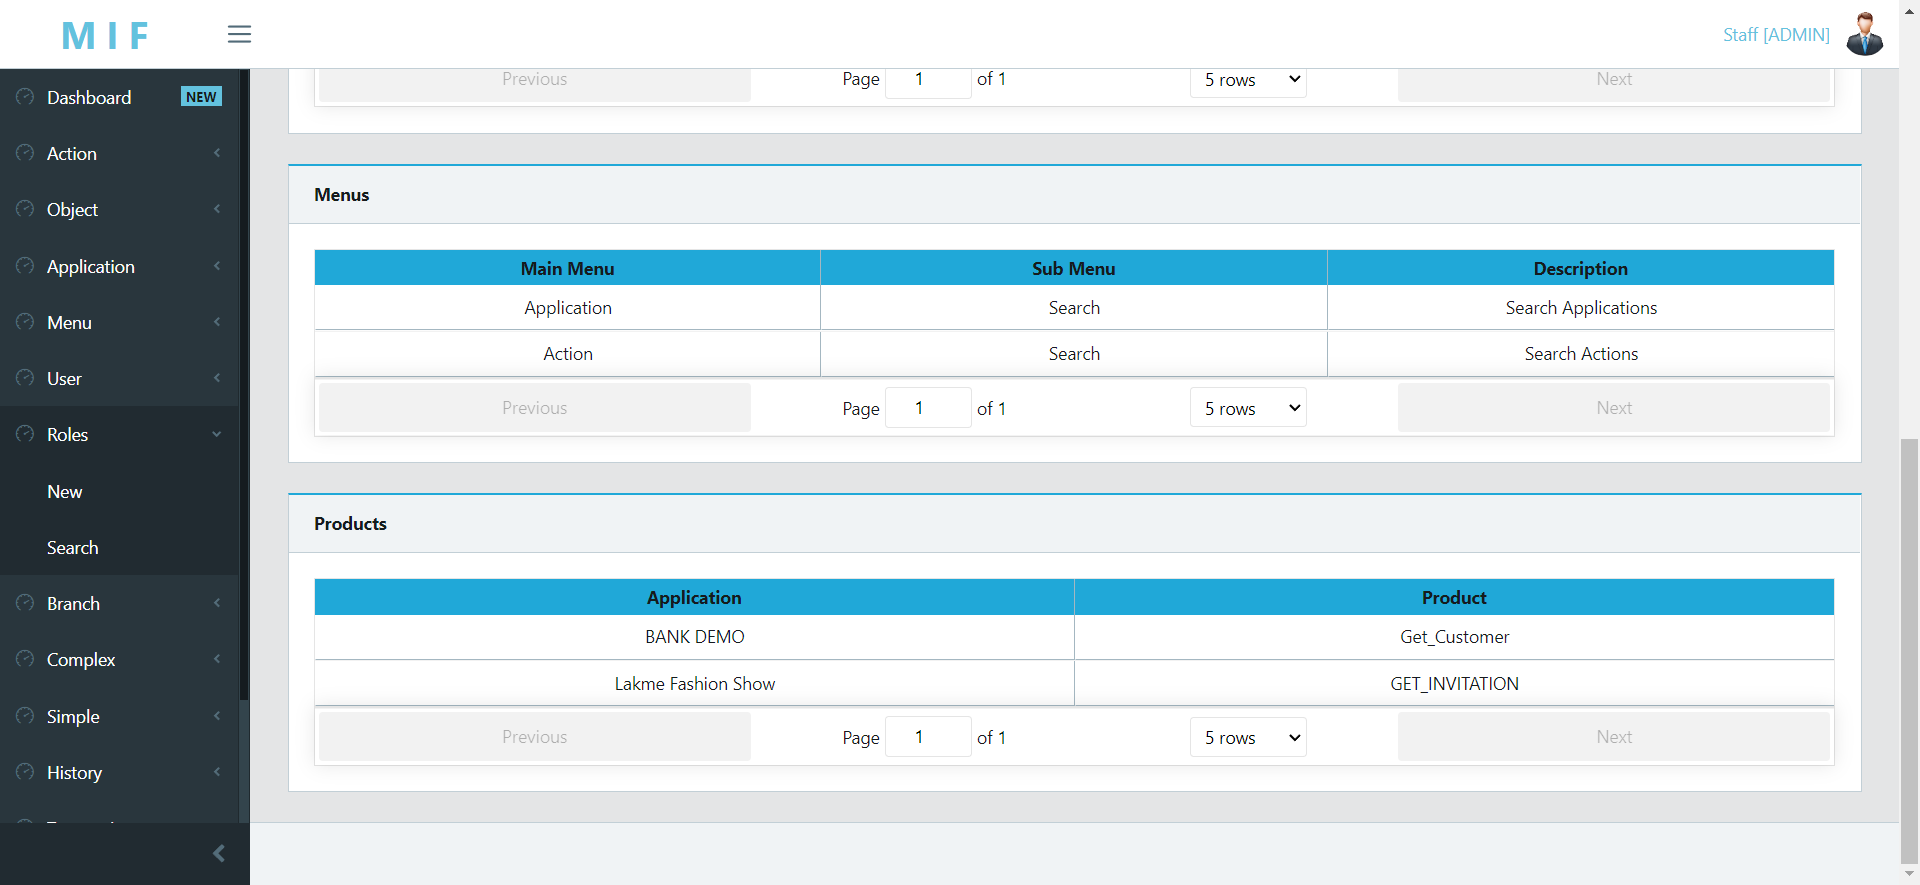 MIF
Staff [ADMIN]
Dashboard NEW
Action
Object
Application
Menu
User
Roles
New
Search
Branch
Complex
Simple
History
Previous Page 1 of 1 5 rows Next
Menus
Main Menu Sub Menu Description
Application Search Search Applications
Action Search Search Actions
Previous Page 1 of 1 5 rows Next
Products
Application Product
BANK DEMO Get_Customer
Lakme Fashion Show GET_INVITATION
Previous Page 1 of 1 5 rows Next